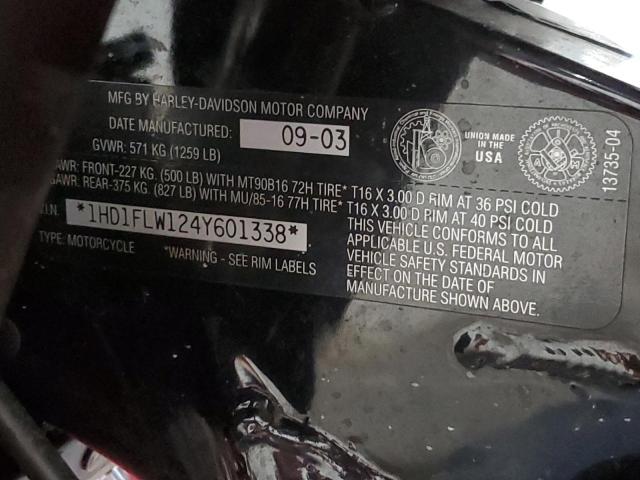 MFG BY HARLEY-DAVIDSON MOTOR COMPANY
DATE MANUFACTURED: 09-03
GVWR: 571 KG (1259 LB)
UNION MADE
IN THE
USA
13735-04
AWR: FRONT-227 KG (500 LB) WITH MT90B16 72H TIRE* T16 X 3.00 D RIM AT 36 PSI COLD
GAWR: REAR-375 KG (827 LB) WITH MU/85-16 77H TIRE* T16 X 3.00 D RIM AT 40 PSI COLD
.I.N. *1HD1FLW124Y601338*
THIS VEHICLE CONFORMS TO ALL
APPLICABLE U.S. FEDERAL MOTOR
VEHICLE SAFETY STANDARDS IN
EFFECT ON THE DATE OF
MANUFACTURE SHOWN ABOVE.
TYPE: MOTORCYCLE *WARNING - SEE RIM LABELS